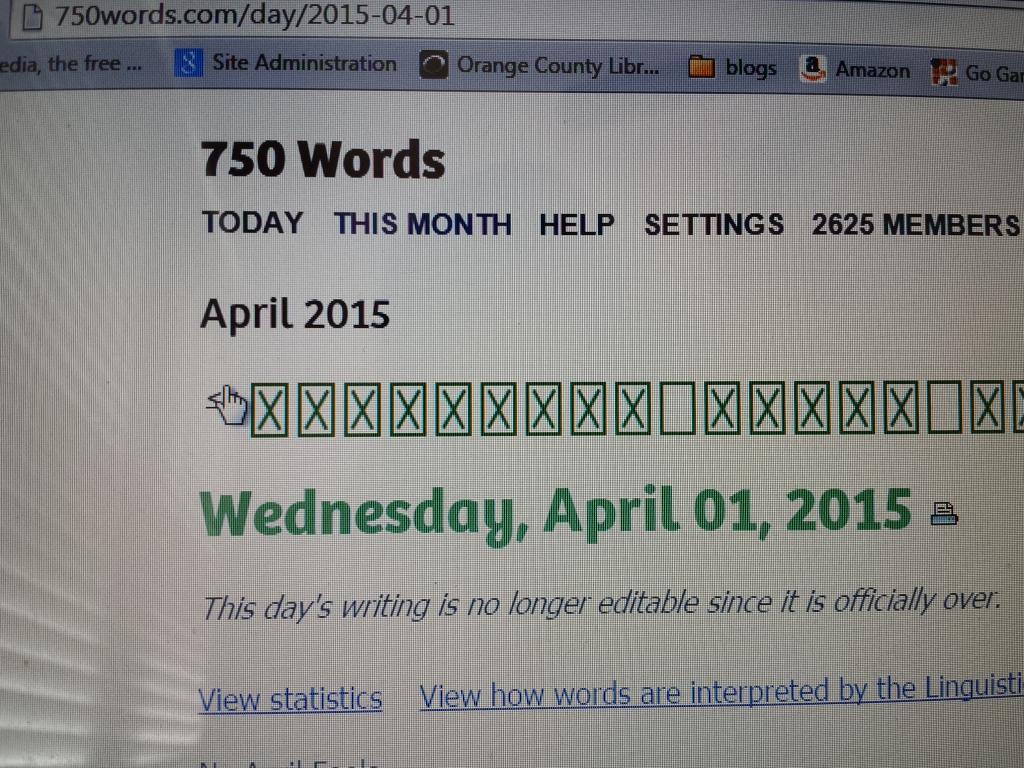 750words.com/day/2015-04-01
edia, the free ... Site Administration Orange County Libr... blogs Amazon Go Gar
750 Words
TODAY THIS MONTH HELP SETTINGS 2625 MEMBERS
April 2015
Wednesday, April 01, 2015
This day's writing is no longer editable since it is officially over.
View statistics View how words are interpreted by the Linguisti